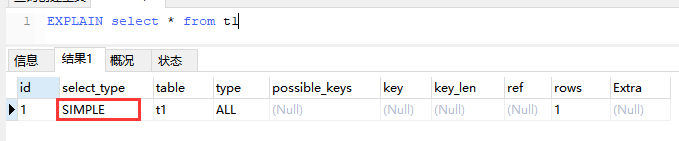 1 EXPLAIN select * from t1
信息 结果1 概况 状态
id select_type table type possible_keys key key_len ref rows Extra
1 SIMPLE t1 ALL (Null) (Null) (Null) (Null) 1 (Null)